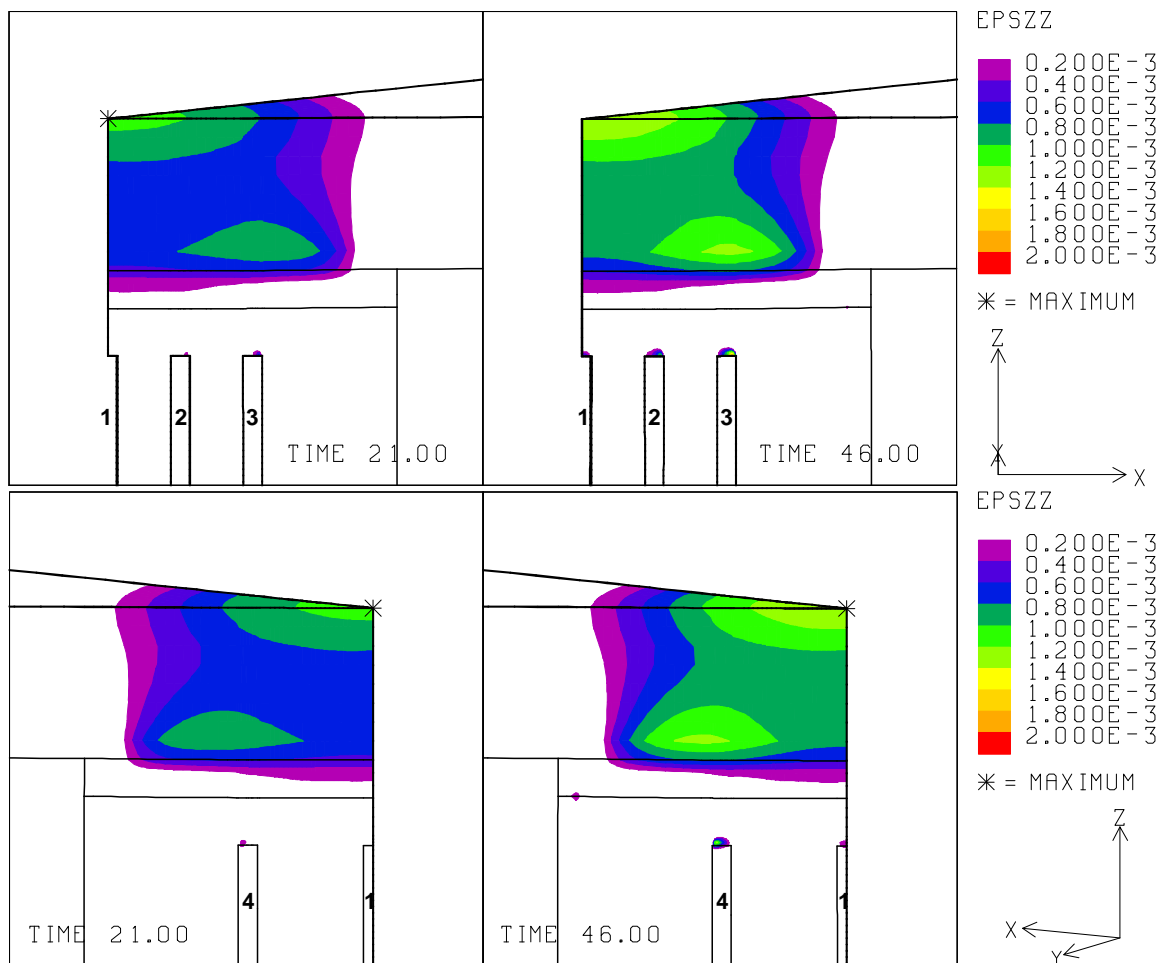 EPSZZ
0.200E-3
0.400E-3
0.600E-3
0.800E-3
1.000E-3
1.200E-3
1.400E-3
1.600E-3
1.800E-3
2.000E-3
* = MAXIMUM
Z
X
Y
1 2 3
TIME 21.00
1 2 3
TIME 46.00
EPSZZ
0.200E-3
0.400E-3
0.600E-3
0.800E-3
1.000E-3
1.200E-3
1.400E-3
1.600E-3
1.800E-3
2.000E-3
* = MAXIMUM
Z
X
Y
4 1
TIME 21.00
4 1
TIME 46.00